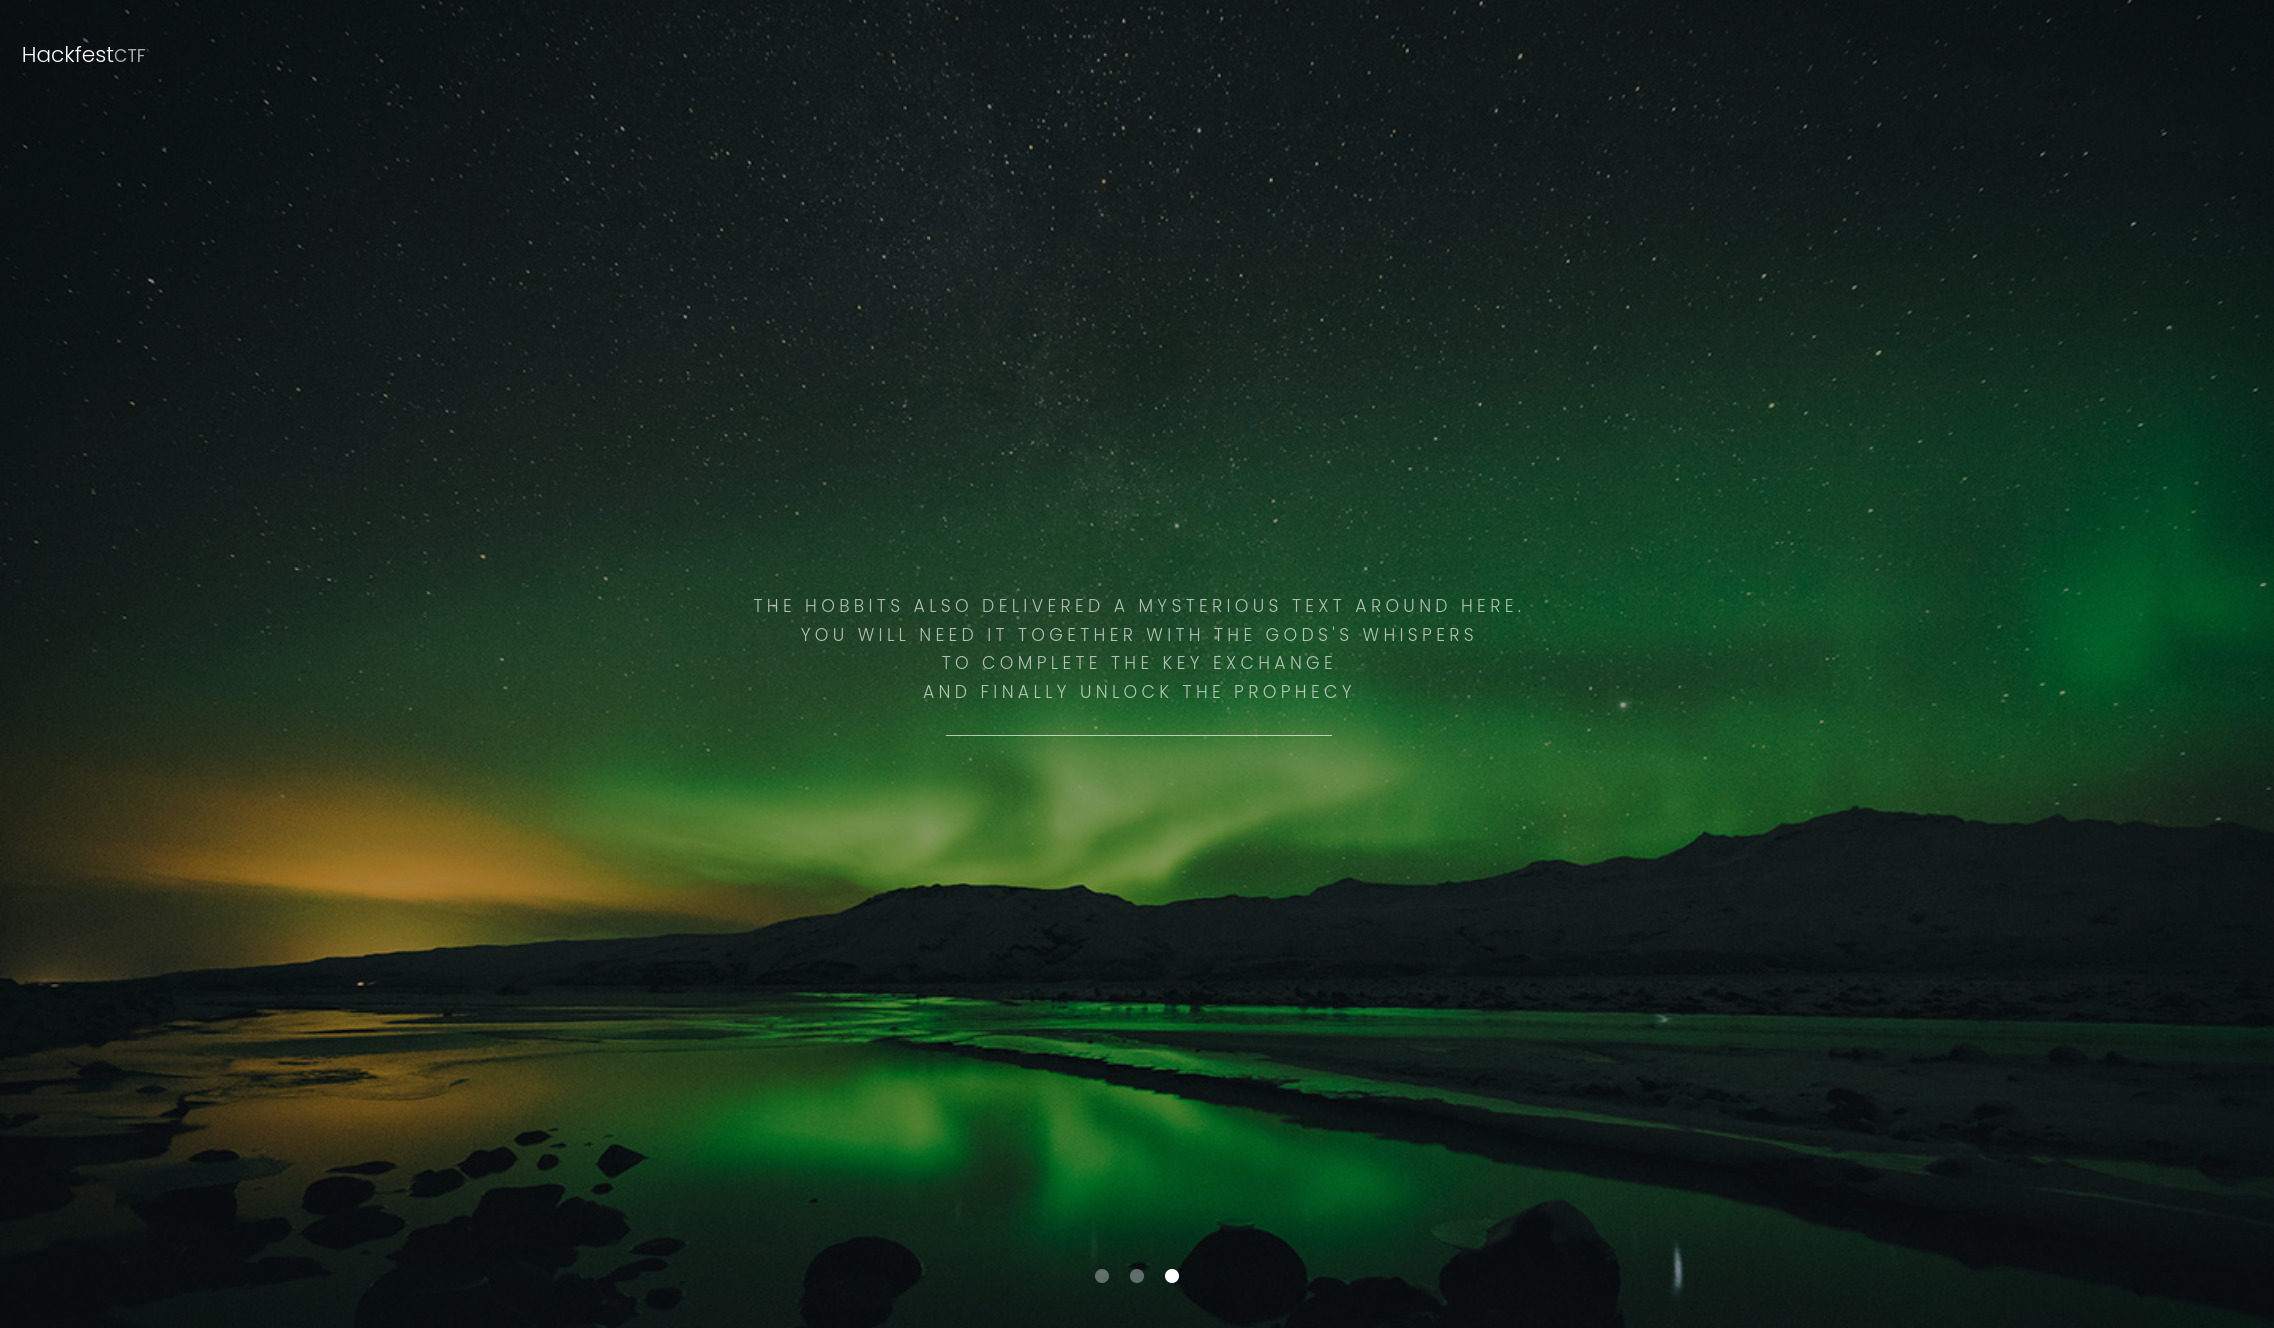 HackfestCTF
THE HOBBITS ALSO DELIVERED A MYSTERIOUS TEXT AROUND HERE.
YOU WILL NEED IT TOGETHER WITH THE GODS'S WHISPERS
TO COMPLETE THE KEY EXCHANGE
AND FINALLY UNLOCK THE PROPHECY